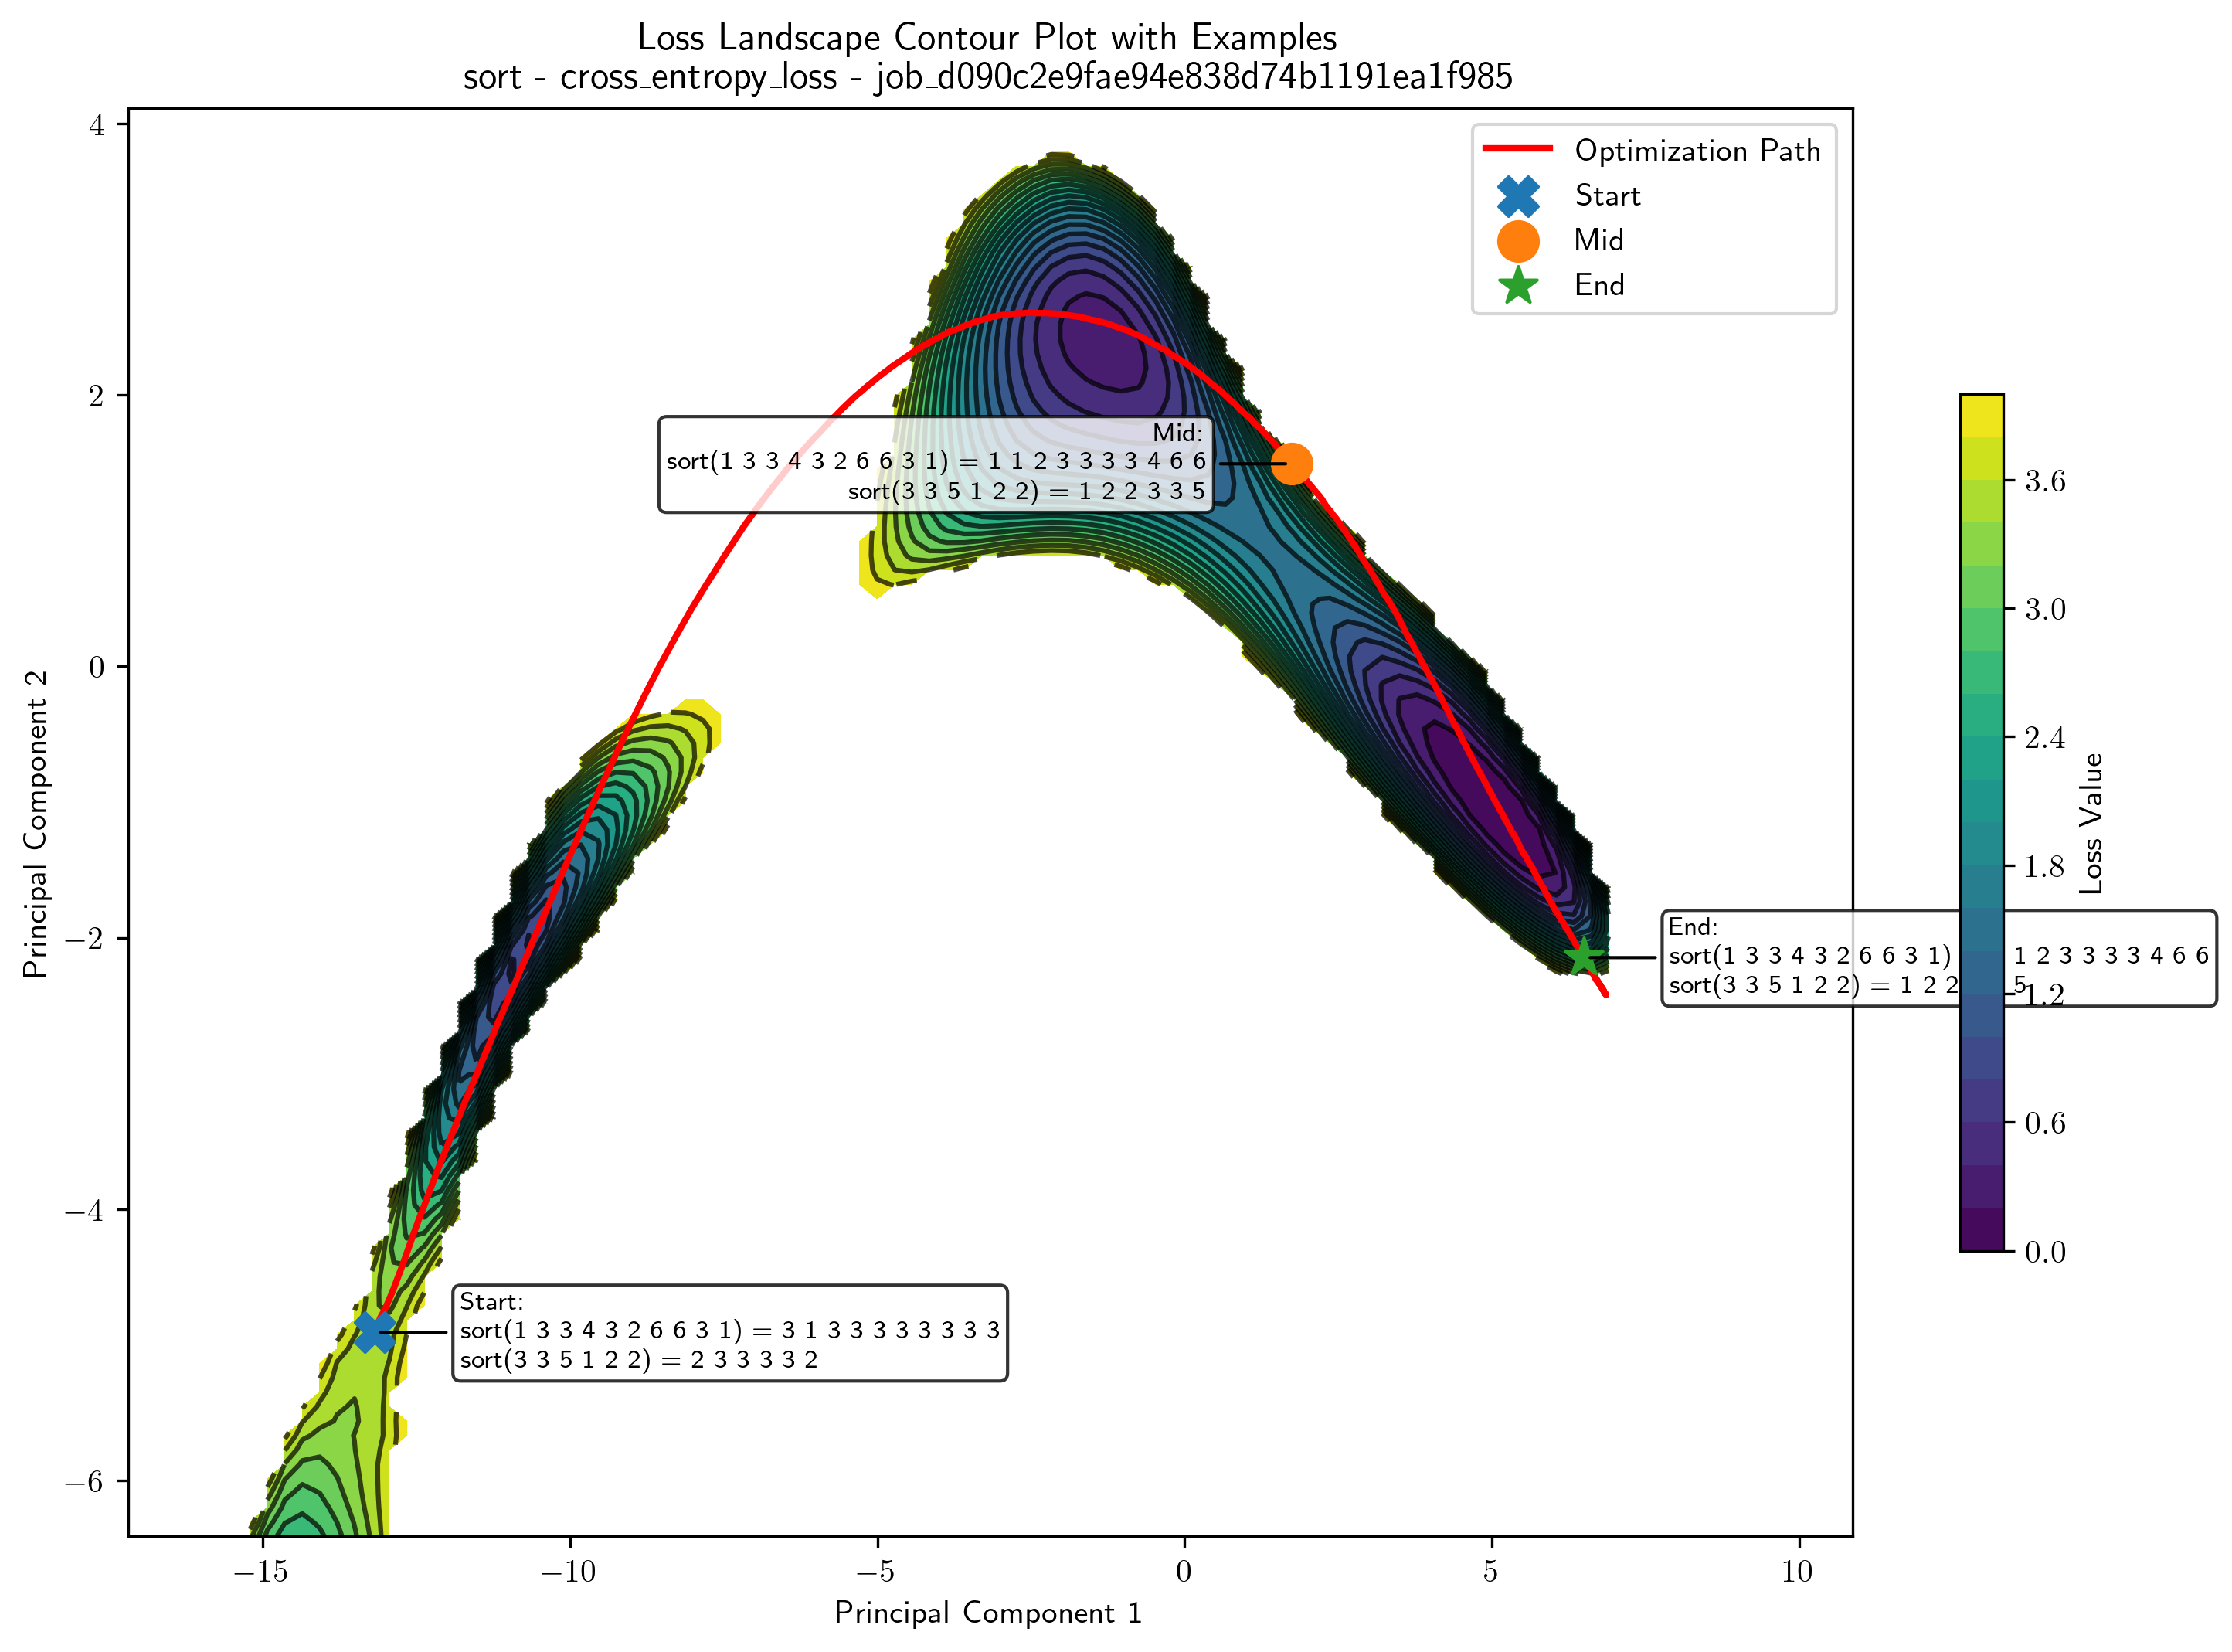 Loss Landscape Contour Plot with Examples
sort - cross_entropy_loss - job_d090c2e9fae94e838d74b1191ea1f985
Optimization Path
Start
Mid
End
4
2
0
−2
−4
−6
Principal Component 2
Mid:
sort(1 3 3 4 3 2 6 6 3 1) = 1 1 2 3 3 3 3 4 6 6
sort(3 3 5 1 2 2) = 1 2 2 3 3 5
End:
sort(1 3 3 4 3 2 6 6 3 1) 1 2 3 3 3 3 4 6 6
sort(3 3 5 1 2 2) = 1 2 2 5
Start:
sort(1 3 3 4 3 2 6 6 3 1) = 3 1 3 3 3 3 3 3 3 3
sort(3 3 5 1 2 2) = 2 3 3 3 3 2
−15
−10
−5
0
5
10
Principal Component 1
3.6
3.0
2.4
1.8
1.2
0.6
0.0
Loss Value